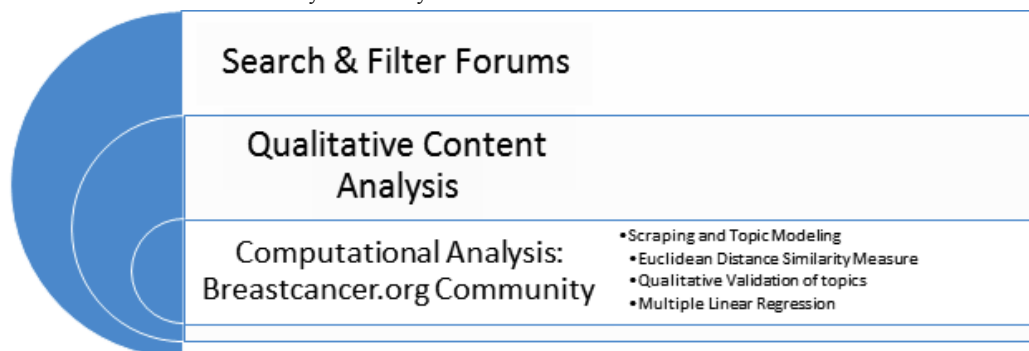 Search & Filter Forums
Qualitative Content
Analysis
Computational Analysis:
Breastcancer.org Community
•Scraping and Topic Modeling
•Euclidean Distance Similarity Measure
•Qualitative Validation of topics
•Multiple Linear Regression